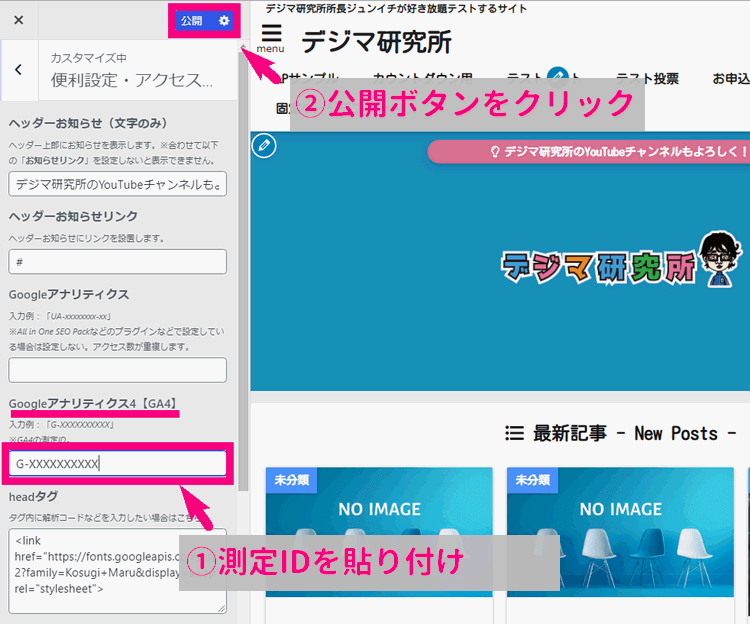 公開
カスタマイズ中
便利設定・アクセス…
ヘッダーお知らせ（文字のみ）
ヘッダー上部にお知らせを表示します。※合わせて以下
の「お知らせリンク」を設定しないと表示できません。
デジマ研究所のYouTubeチャンネルも。
ヘッダーお知らせリンク
ヘッダーお知らせにリンクを設置します。
#
Googleアナリティクス
入力例：「UA-xxxxxxxx-xx」
※All in One SEO Packなどのプラグインなどで設定してい
る場合は設定しない。アクセス数が重複します。
Googleアナリティクス4【GA4】
入力例：「G-XXXXXXXXXX」
※GA4の測定ID。
G-XXXXXXXXXX
headタグ
タグ内に解析コードなどを入力したい場合はこち
<link
href="https://fonts.googleapis.c
2?family=Kosugi+Maru&display
rel="stylesheet">
①測定IDを貼り付け
デジマ研究所所長ジュンイチが好き放題テストするサイト
menu
デジマ研究所
Pサンプル
カウントダウン用
テスト
ト
テスト投票
お申込
固
②公開ボタンをクリック
デジマ研究所のYouTubeチャンネルもよろしく！
デジマ研究所
最新記事 - New Posts -
未分類
NO IMAGE
未分類
NO IMAGE